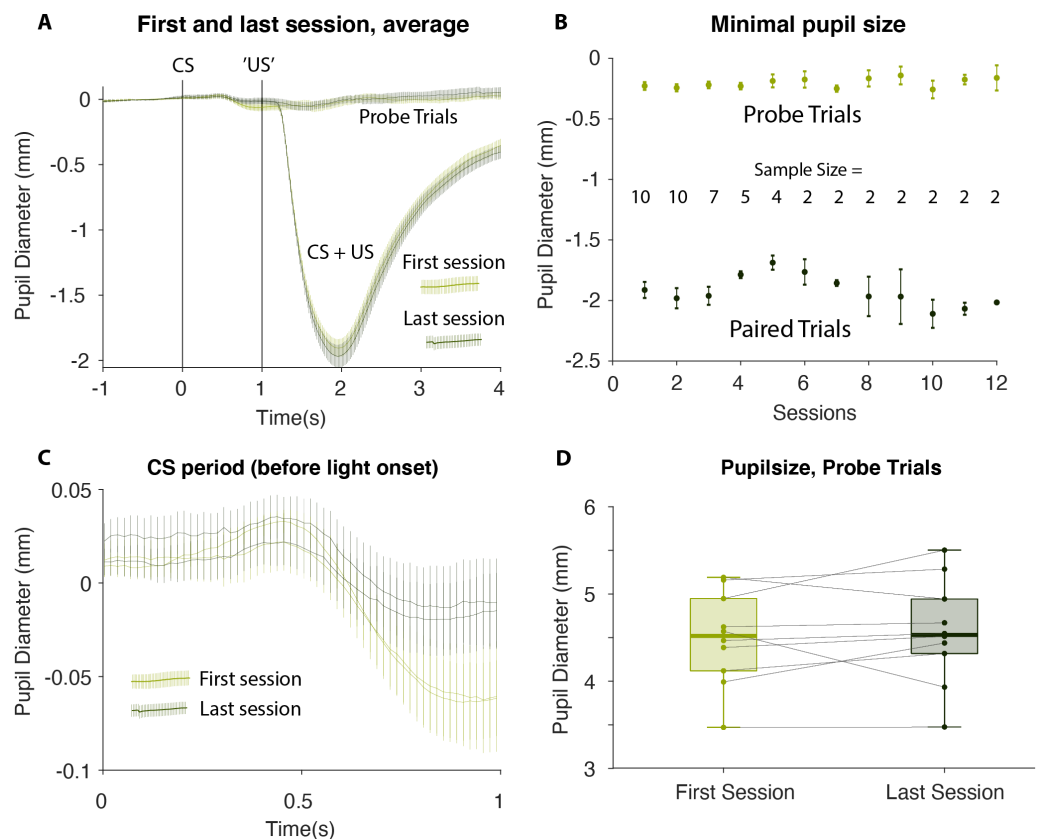 A
First and last session, average
CS
'US'
0
-0.5
-1
-1.5
-2
Pupil Diameter (mm)
Probe Trials
CS + US
First session
Last session
-1
0
1
2
3
4
Time(s)
B
Minimal pupil size
0
-0.5
-1
-1.5
-2
-2.5
Pupil Diameter (mm)
Probe Trials
Sample Size =
10 10 7 5 4 2 2 2 2 2 2 2
Paired Trials
0 2 4 6 8 10 12
Sessions
C
CS period (before light onset)
0.05
0
-0.05
-0.1
Pupil Diameter (mm)
First session
Last session
0 0.5 1
Time(s)
D
Pupilsize, Probe Trials
6
5
4
3
Pupil Diameter (mm)
First Session Last Session